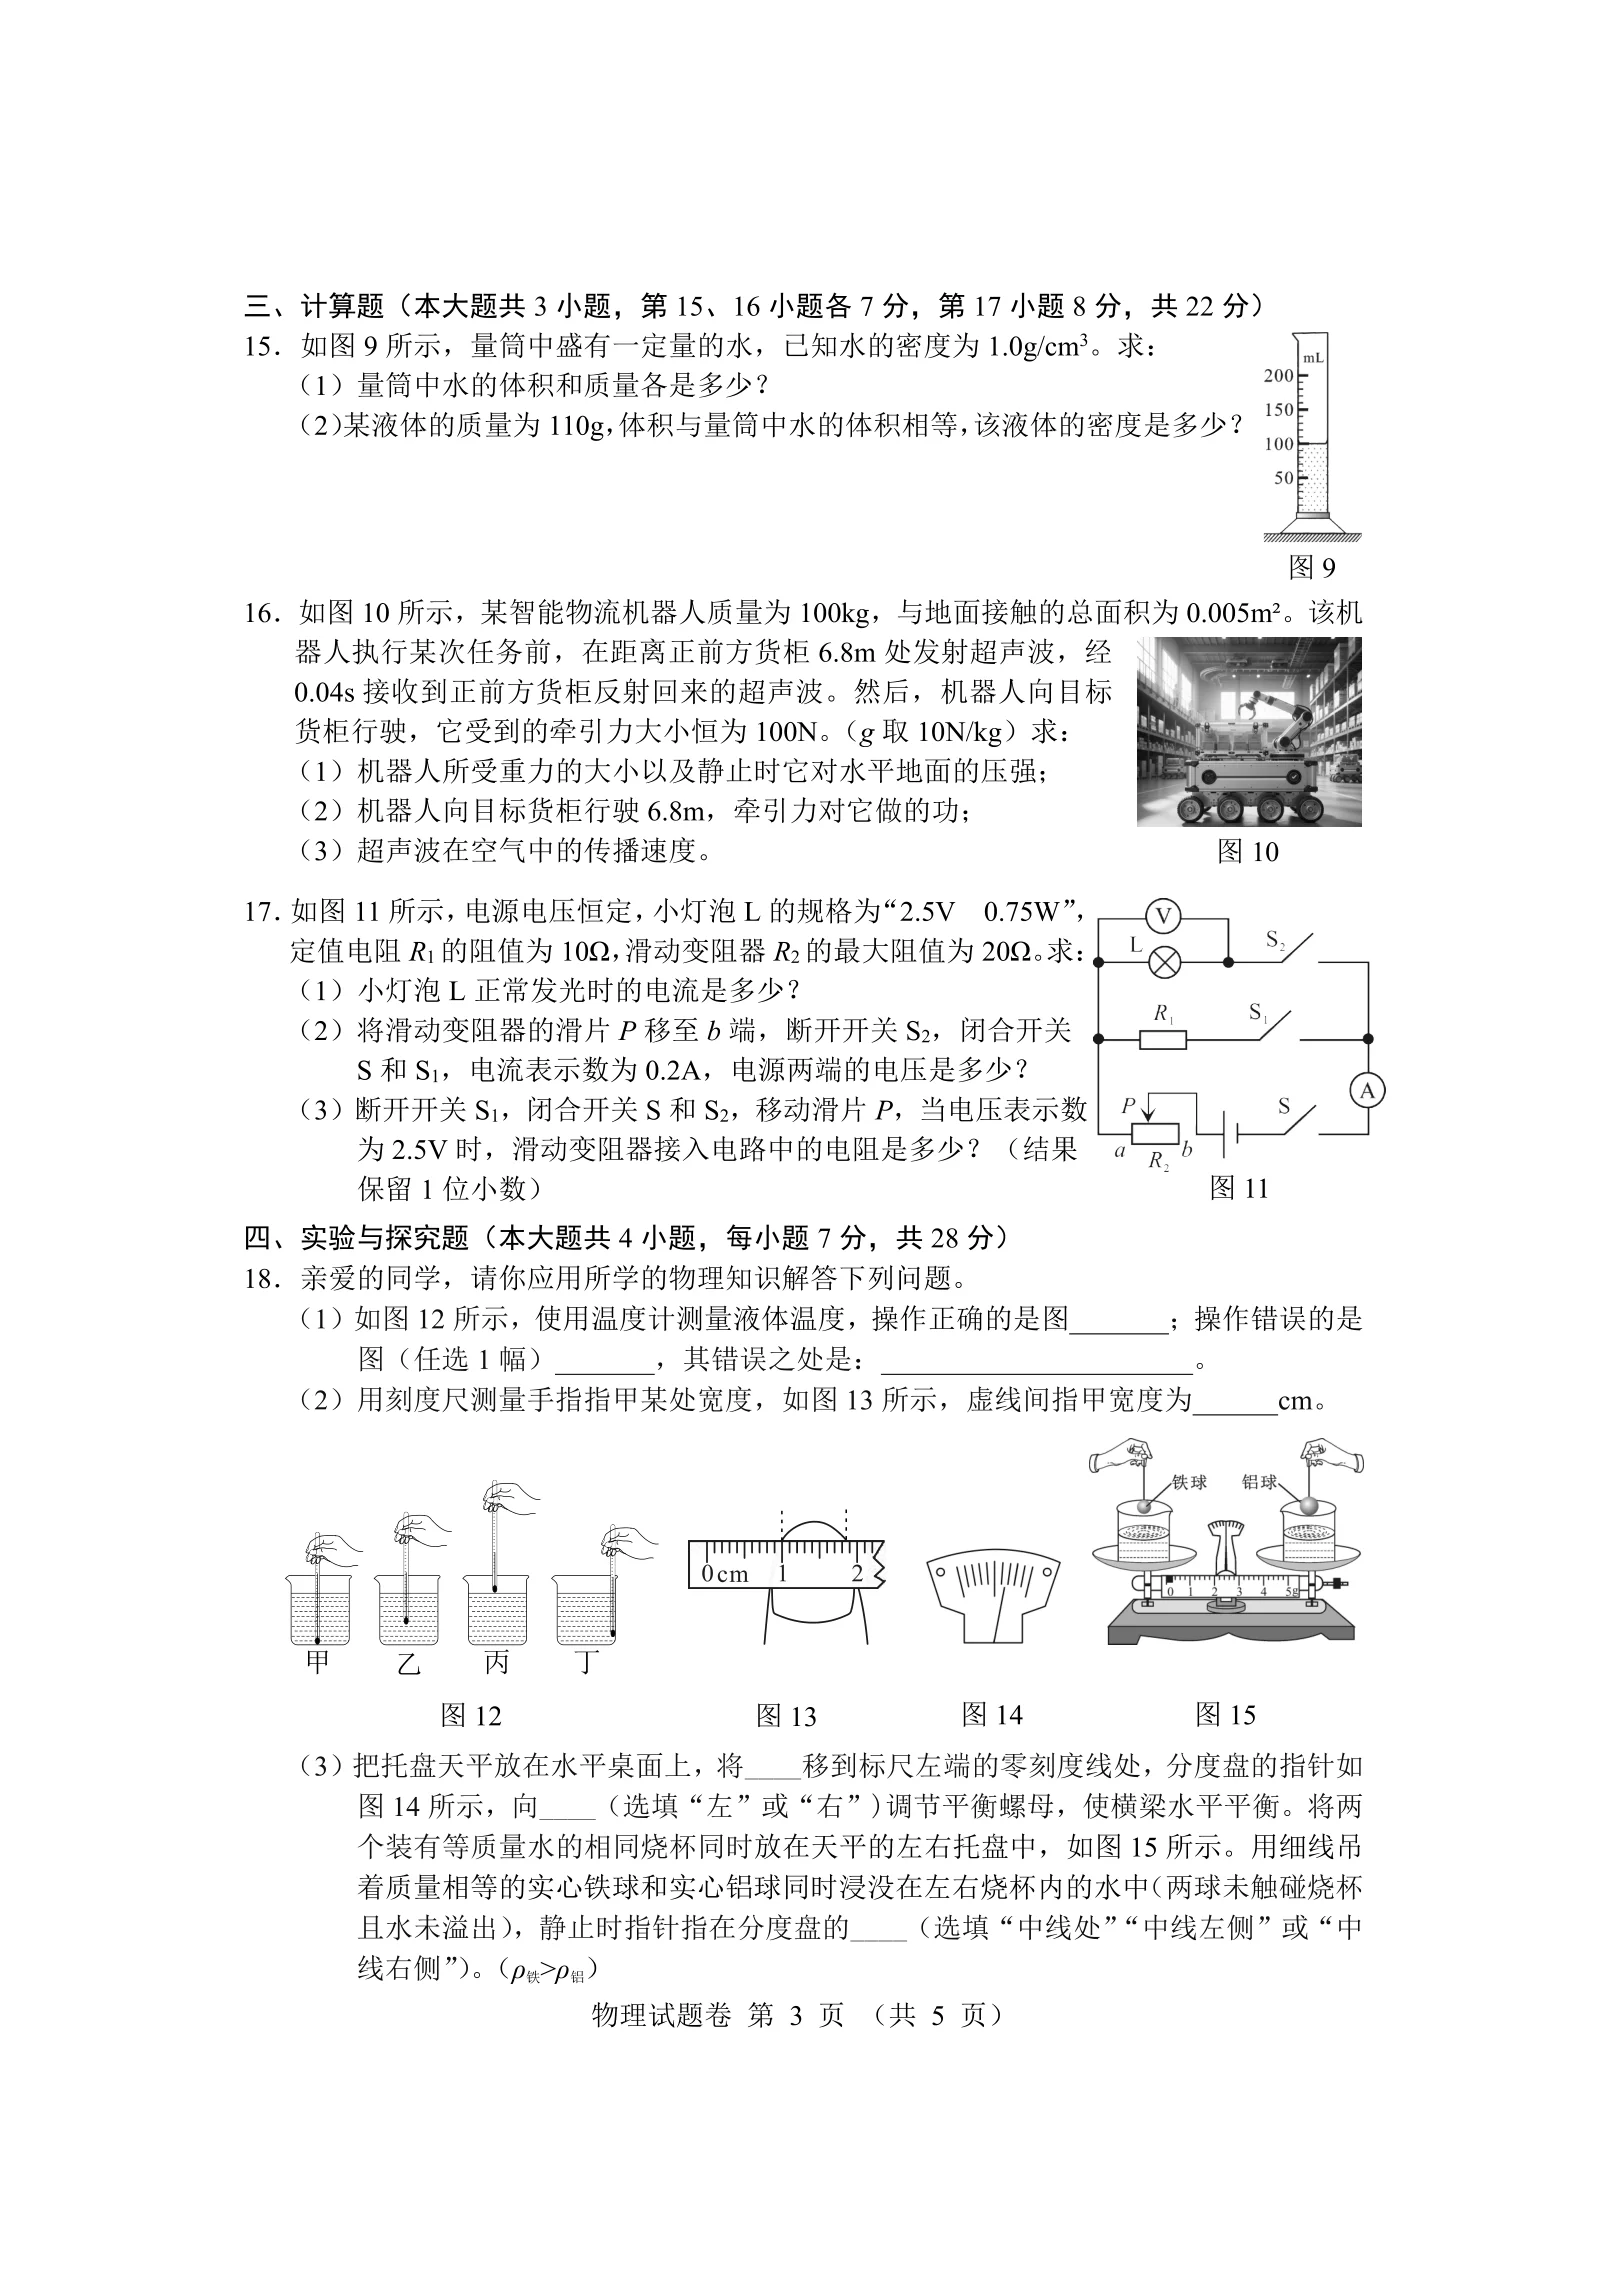 三、计算题（本大题共 3 小题，第 15、16 小题各 7 分，第 17 小题 8 分，共 22 分）
15．如图 9 所示，量筒中盛有一定量的水，已知水的密度为 1.0g/cm³。求：
（1）量筒中水的体积和质量各是多少？
（2）某液体的质量为 110g，体积与量筒中水的体积相等，该液体的密度是多少？
mL
200
150
100
50
图 9
16．如图 10 所示，某智能物流机器人质量为 100kg，与地面接触的总面积为 0.005m²。该机
器人执行某次任务前，在距离正前方货柜 6.8m 处发射超声波，经
0.04s 接收到正前方货柜反射回来的超声波。然后，机器人向目标
货柜行驶，它受到的牵引力大小恒为 100N。（g 取 10N/kg）求：
（1）机器人所受重力的大小以及静止时它对水平地面的压强；
（2）机器人向目标货柜行驶 6.8m，牵引力对它做的功；
（3）超声波在空气中的传播速度。
图 10
17．如图 11 所示，电源电压恒定，小灯泡 L 的规格为“2.5V　0.75W”，
定值电阻 R₁ 的阻值为 10Ω，滑动变阻器 R₂ 的最大阻值为 20Ω。求：
（1）小灯泡 L 正常发光时的电流是多少？
（2）将滑动变阻器的滑片 P 移至 b 端，断开开关 S₂，闭合开关
S 和 S₁，电流表示数为 0.2A，电源两端的电压是多少？
（3）断开开关 S₁，闭合开关 S 和 S₂，移动滑片 P，当电压表示数
为 2.5V 时，滑动变阻器接入电路中的电阻是多少？（结果
保留 1 位小数）
V
L
S₂
R₁
S₁
A
P
S
a
R₂
b
图 11
四、实验与探究题（本大题共 4 小题，每小题 7 分，共 28 分）
18．亲爱的同学，请你应用所学的物理知识解答下列问题。
（1）如图 12 所示，使用温度计测量液体温度，操作正确的是图_______；操作错误的是
图（任选 1 幅）_______，其错误之处是：______________________。
（2）用刻度尺测量手指指甲某处宽度，如图 13 所示，虚线间指甲宽度为______cm。
甲 乙 丙 丁
图 12
0cm 1 2
图 13
图 14
铁球 铝球
0 1 2 3 4 5g
图 15
（3）把托盘天平放在水平桌面上，将____移到标尺左端的零刻度线处，分度盘的指针如
图 14 所示，向____（选填“左”或“右”）调节平衡螺母，使横梁水平平衡。将两
个装有等质量水的相同烧杯同时放在天平的左右托盘中，如图 15 所示。用细线吊
着质量相等的实心铁球和实心铝球同时浸没在左右烧杯内的水中（两球未触碰烧杯
且水未溢出），静止时指针指在分度盘的____（选填“中线处”“中线左侧”或“中
线右侧”）。（ρ铁>ρ铝）
物理试题卷 第 3 页 （共 5 页）